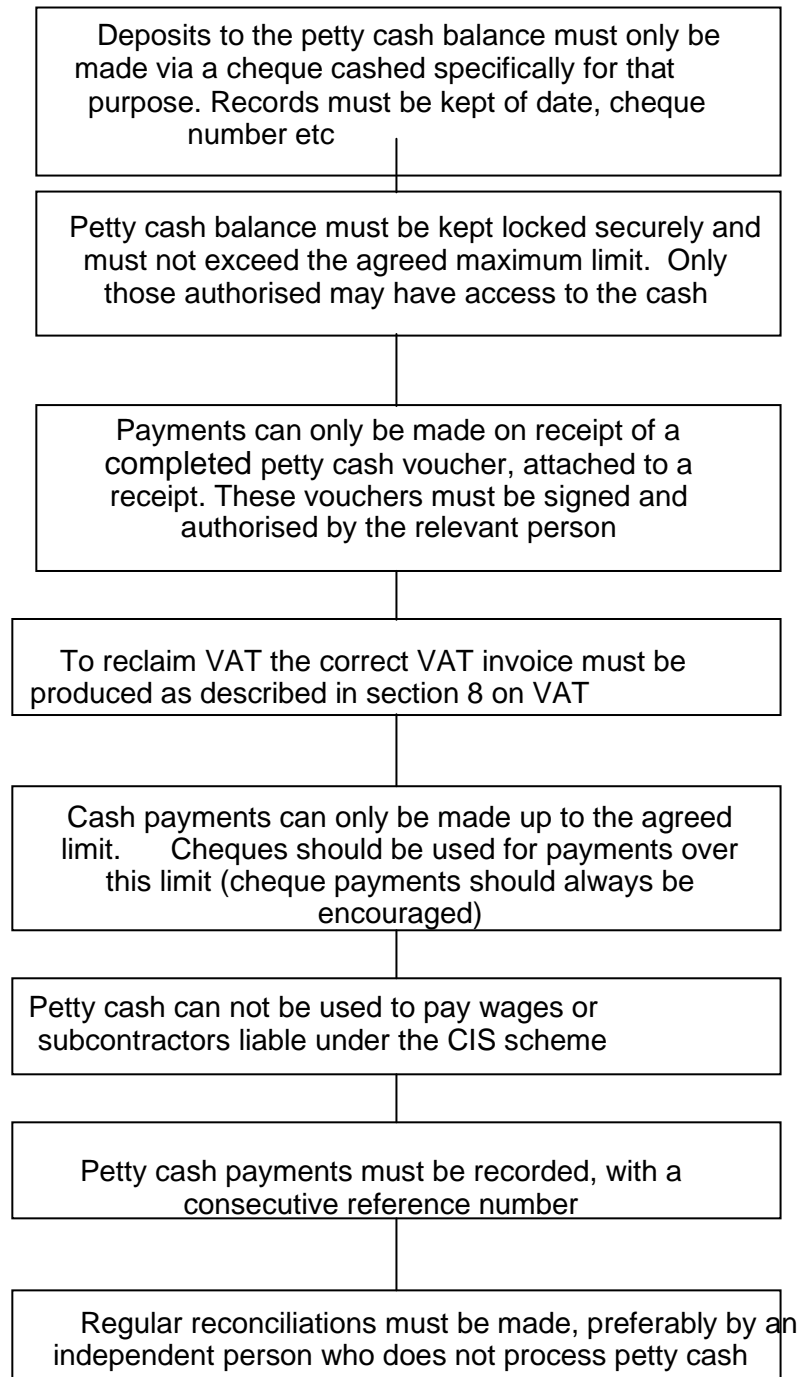 Deposits to the petty cash balance must only be
made via a cheque cashed specifically for that
purpose. Records must be kept of date, cheque
number etc
Petty cash balance must be kept locked securely and
must not exceed the agreed maximum limit. Only
those authorised may have access to the cash
Payments can only be made on receipt of a
completed petty cash voucher, attached to a
receipt. These vouchers must be signed and
authorised by the relevant person
To reclaim VAT the correct VAT invoice must be
produced as described in section 8 on VAT
Cash payments can only be made up to the agreed
limit. Cheques should be used for payments over
this limit (cheque payments should always be
encouraged)
Petty cash can not be used to pay wages or
subcontractors liable under the CIS scheme
Petty cash payments must be recorded, with a
consecutive reference number
Regular reconciliations must be made, preferably by an
independent person who does not process petty cash